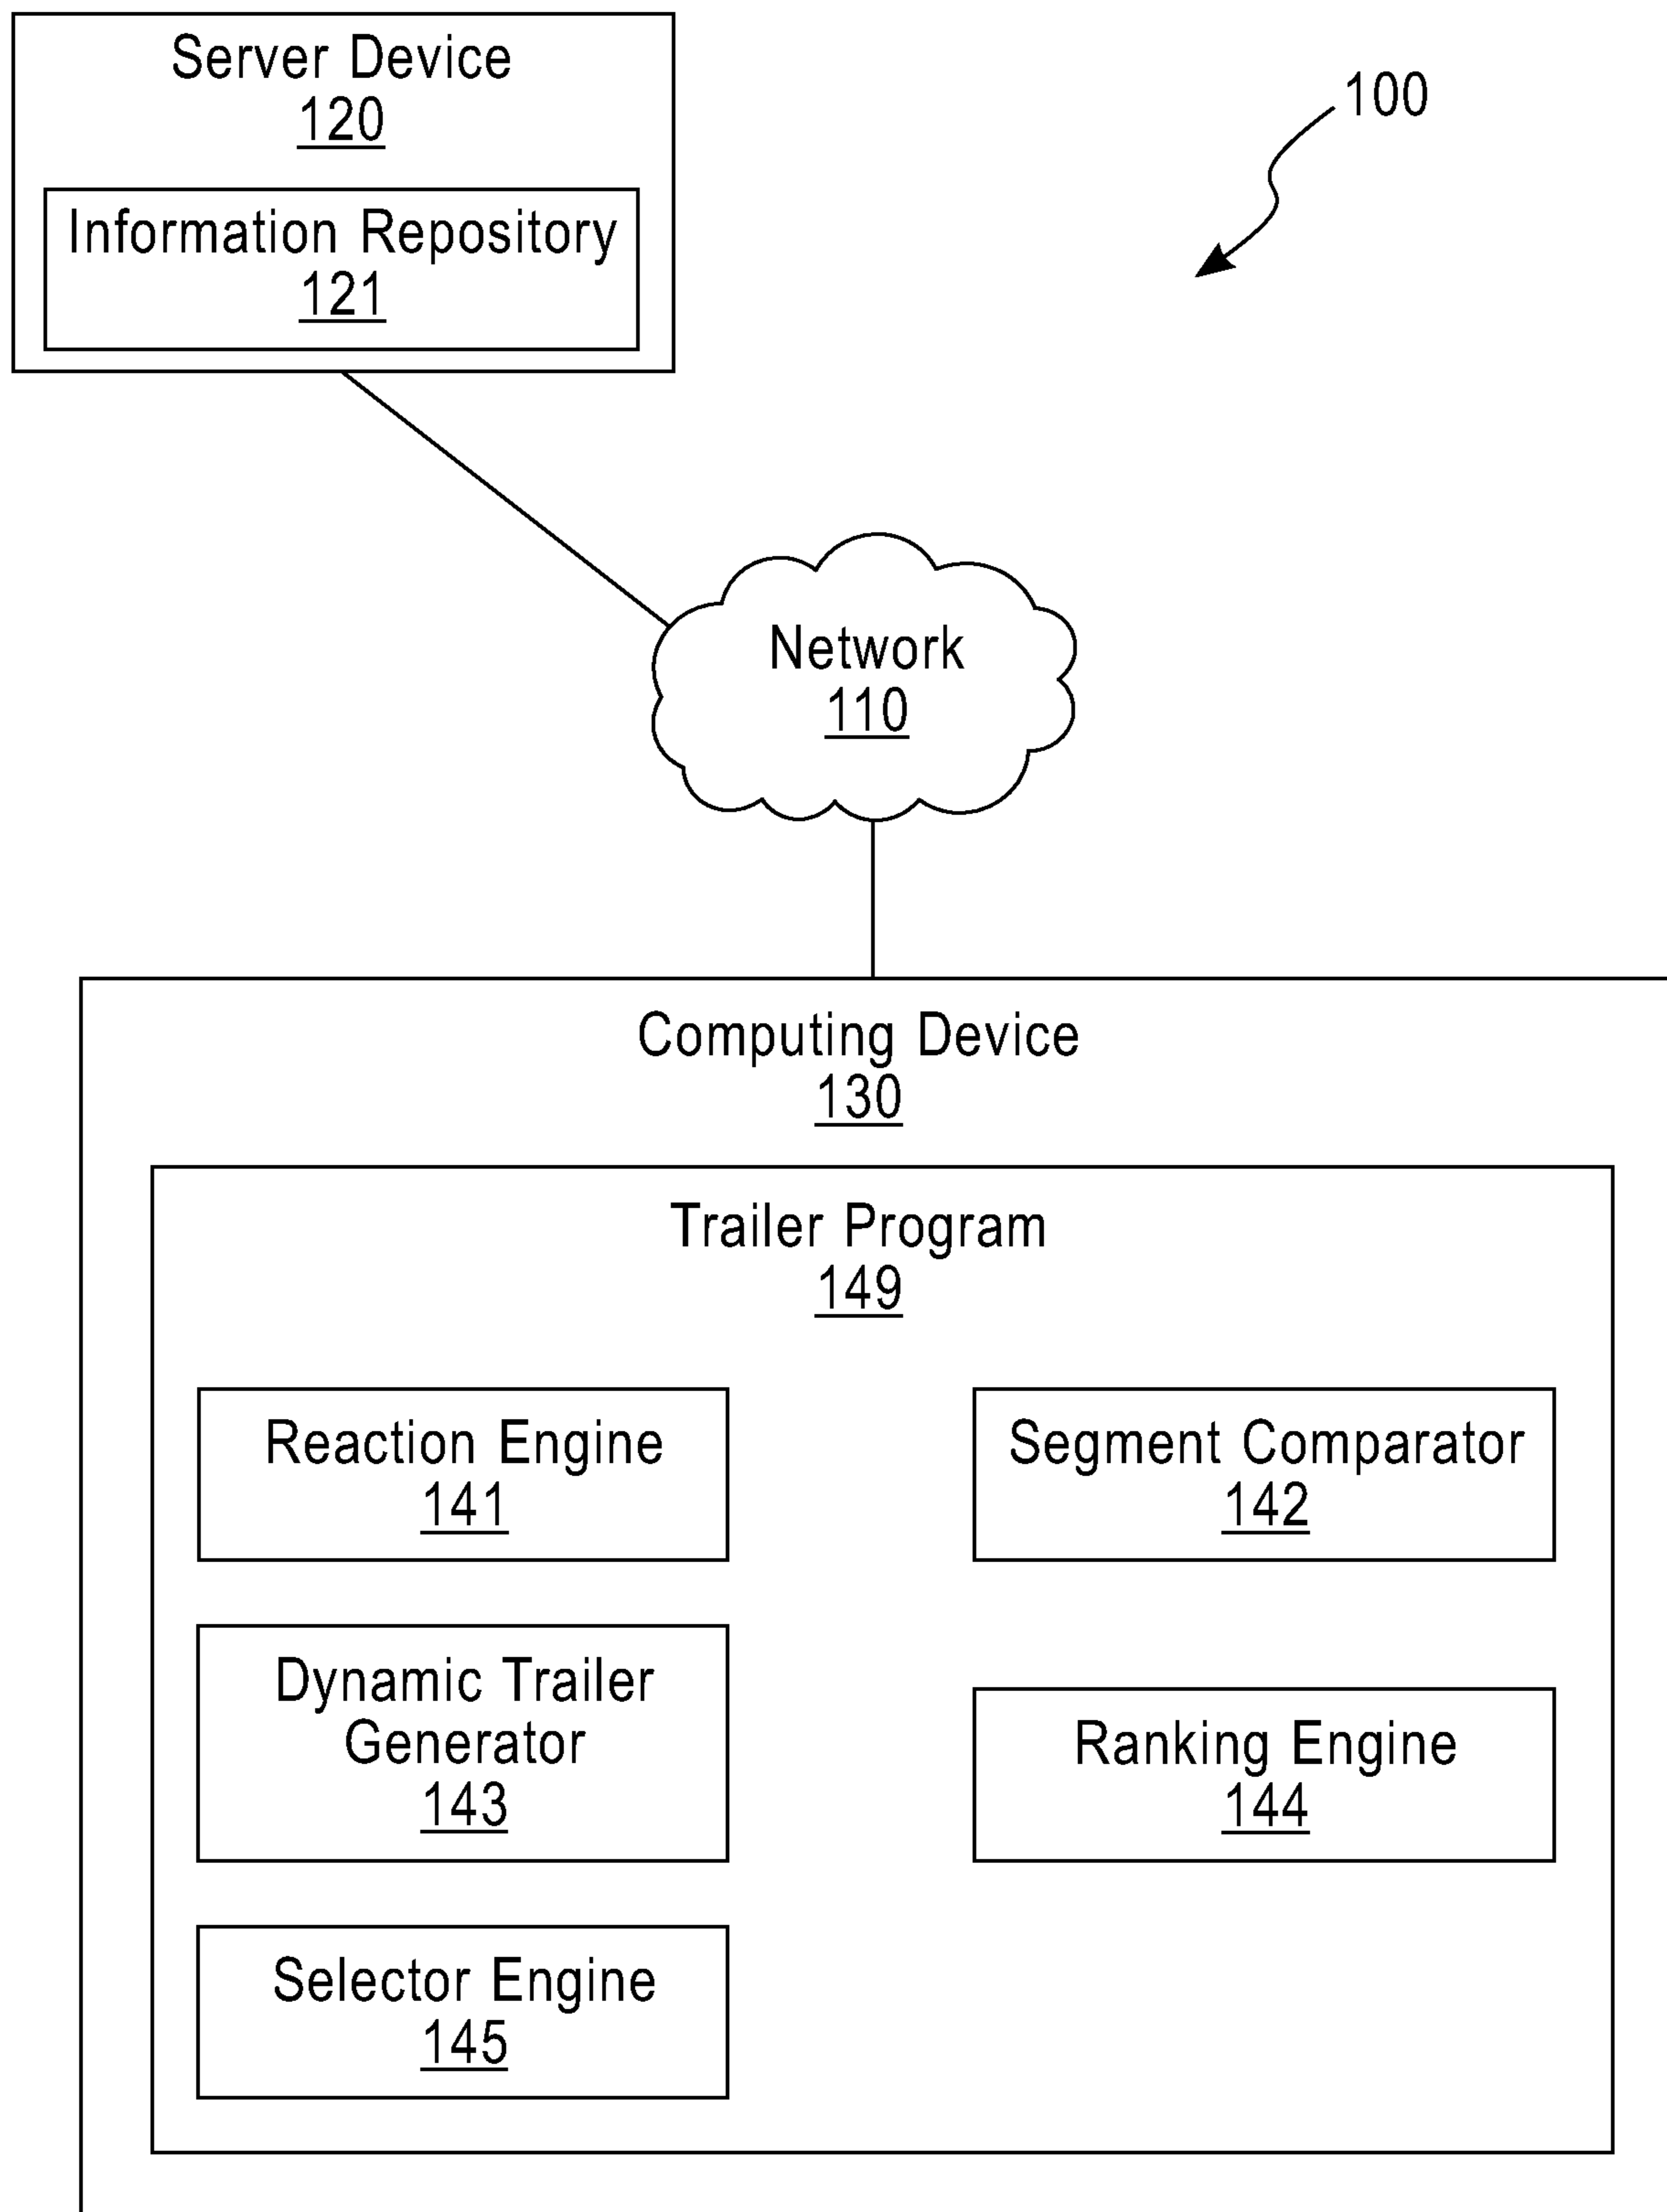 Server Device
120
Information Repository
121
100
Network
110
Computing Device
130
Trailer Program
149
Reaction Engine
141
Segment Comparator
142
Dynamic Trailer
Generator
143
Ranking Engine
144
Selector Engine
145